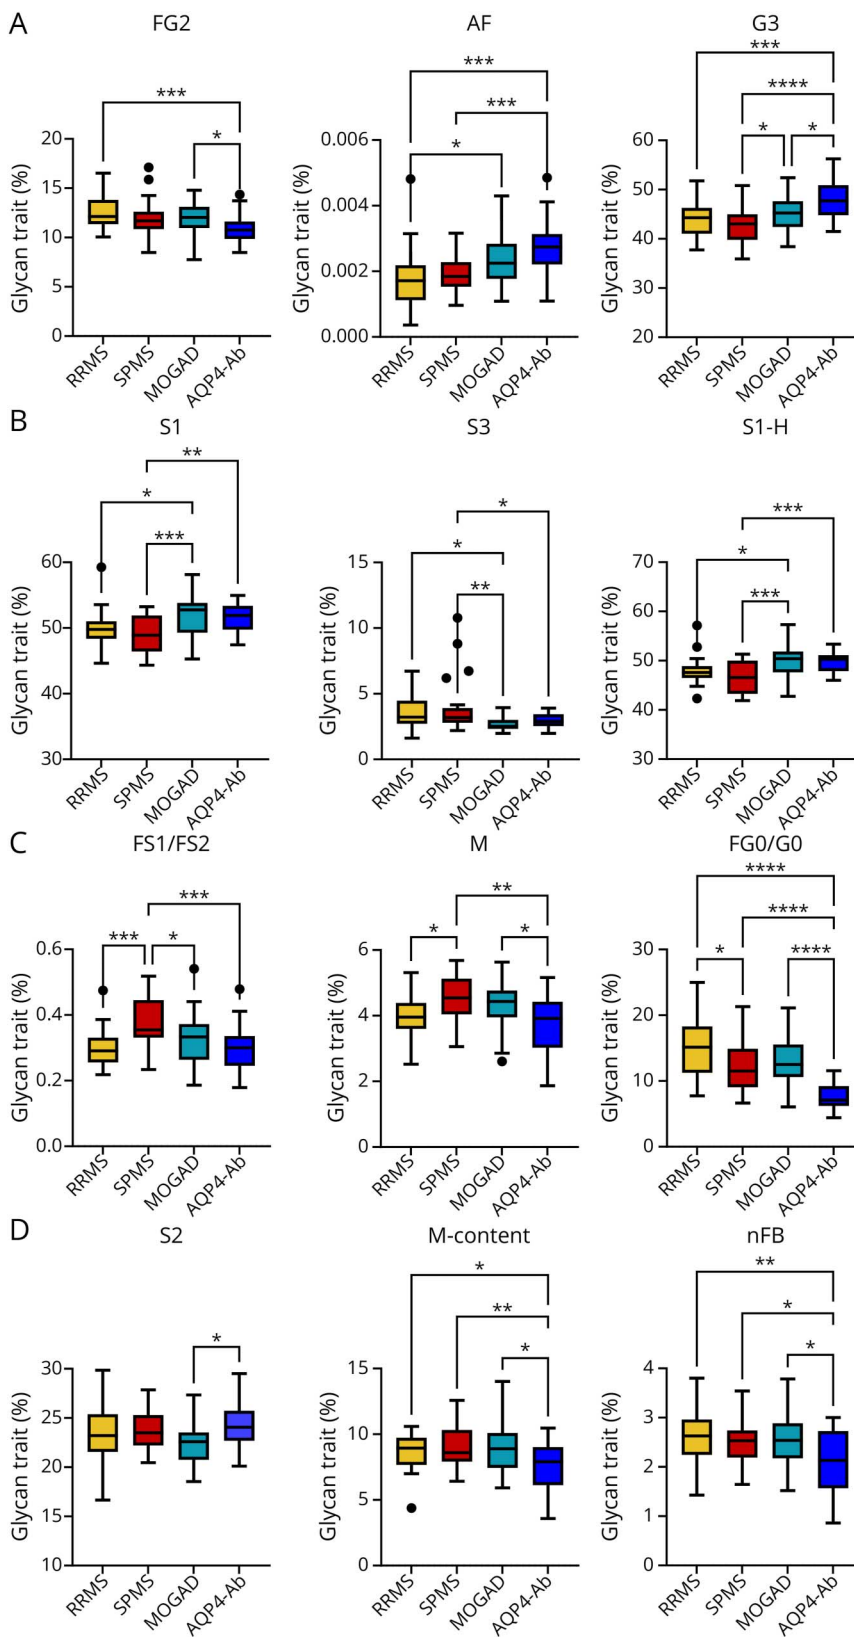 A
FG2
AF
G3
***
*
Glycan trait (%)
20
15
10
5
0
RRMS
SPMS
MOGAD
AQP4-Ab
***
***
*
Glycan trait (%)
0.006
0.004
0.002
0.000
RRMS
SPMS
MOGAD
AQP4-Ab
***
****
*
*
Glycan trait (%)
60
50
40
30
20
RRMS
SPMS
MOGAD
AQP4-Ab
B
S1
S3
S1-H
**
*
***
Glycan trait (%)
60
50
40
30
RRMS
SPMS
MOGAD
AQP4-Ab
*
*
**
Glycan trait (%)
15
10
5
0
RRMS
SPMS
MOGAD
AQP4-Ab
***
*
***
Glycan trait (%)
70
60
50
40
30
RRMS
SPMS
MOGAD
AQP4-Ab
C
FS1/FS2
M
FG0/G0
***
***
*
Glycan trait (%)
0.6
0.4
0.2
0.0
RRMS
SPMS
MOGAD
AQP4-Ab
**
*
*
Glycan trait (%)
6
4
2
0
RRMS
SPMS
MOGAD
AQP4-Ab
****
****
*
****
Glycan trait (%)
30
20
10
0
RRMS
SPMS
MOGAD
AQP4-Ab
D
S2
M-content
nFB
*
Glycan trait (%)
30
25
20
15
10
RRMS
SPMS
MOGAD
AQP4-Ab
*
**
*
Glycan trait (%)
15
10
5
0
RRMS
SPMS
MOGAD
AQP4-Ab
**
*
*
Glycan trait (%)
4
3
2
1
0
RRMS
SPMS
MOGAD
AQP4-Ab